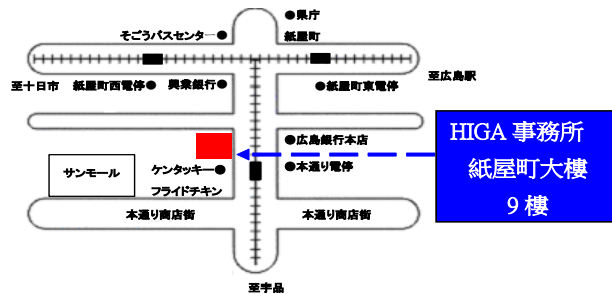 ●県庁
そごうバスセンター●
紙屋町
至十日市
紙屋町西電停●
興業銀行●
●紙屋町東電停
至広島駅
●広島銀行本店
HIGA 事務所
紙屋町大樓
9 樓
サンモール
ケンタッキー●
フライドチキン
●本通り電停
本通り商店街
本通り商店街
至宇品